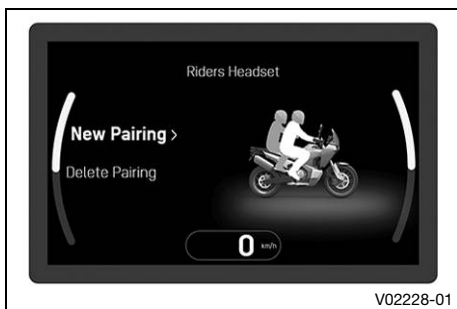 Riders Headset
New Pairing >
Delete Pairing
0 km/h
V02228-01